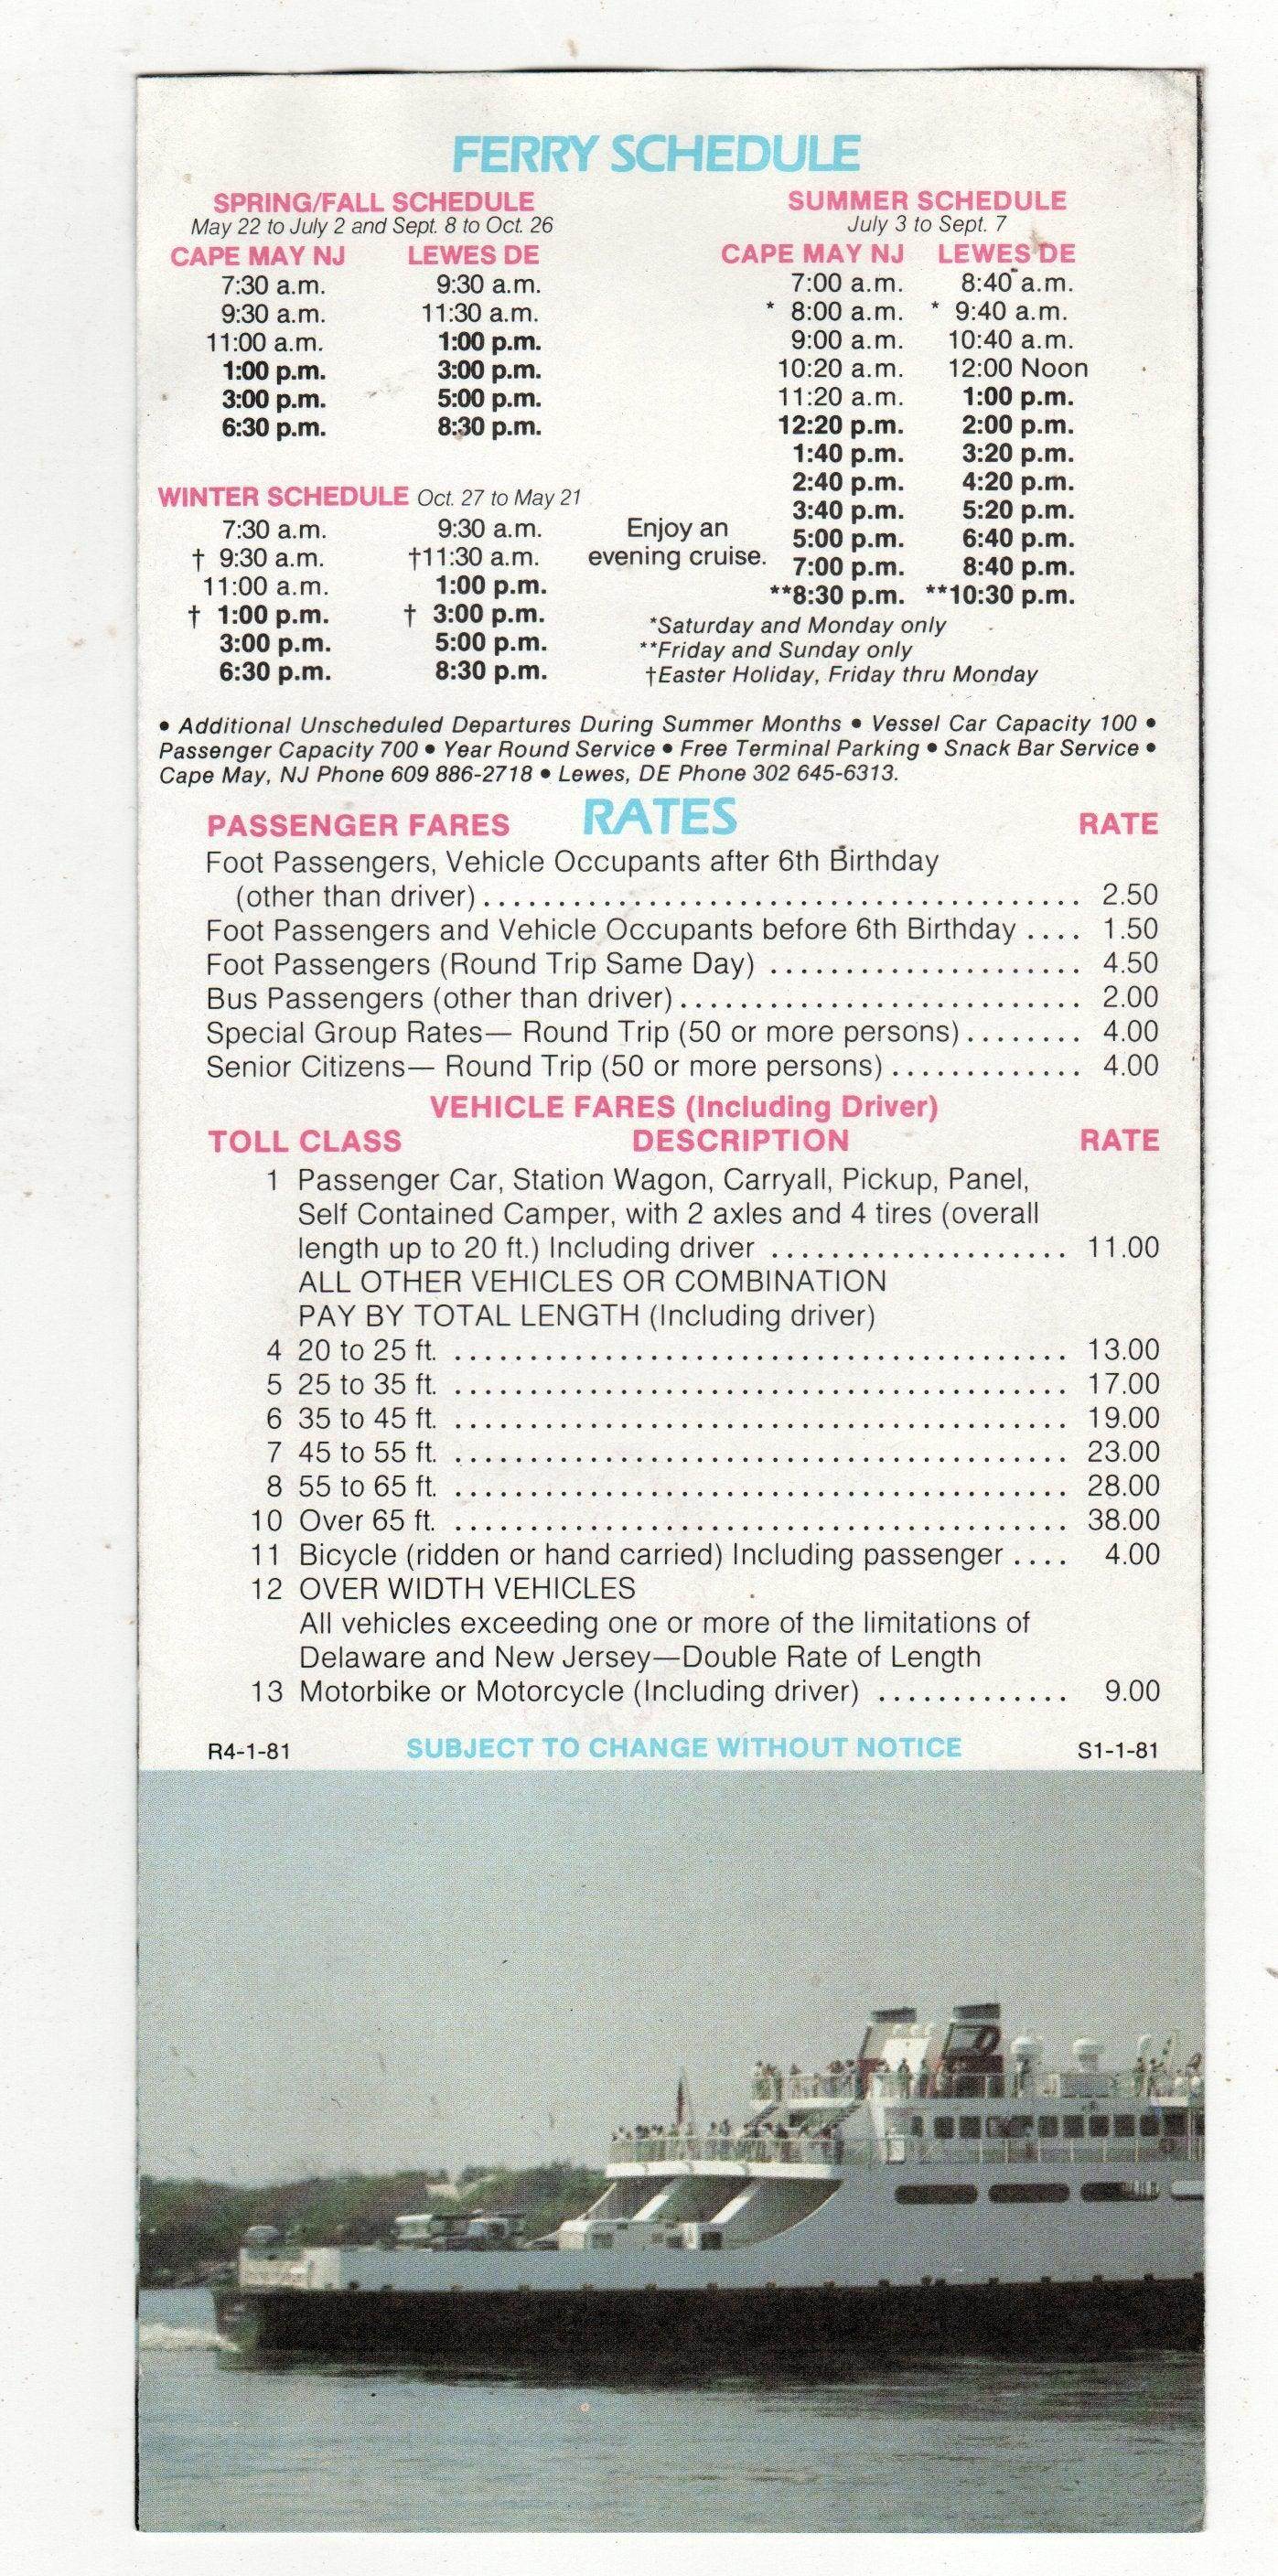 FERRY SCHEDULE
SPRING/FALL SCHEDULE
May 22 to July 2 and Sept. 8 to Oct. 26
CAPE MAY NJ LEWES DE
7:30 a.m. 9:30 a.m.
9:30 a.m. 11:30 a.m.
11:00 a.m. 1:00 p.m.
1:00 p.m. 3:00 p.m.
3:00 p.m. 5:00 p.m.
6:30 p.m. 8:30 p.m.
WINTER SCHEDULE Oct. 27 to May 21
7:30 a.m. 9:30 a.m.
† 9:30 a.m. †11:30 a.m.
11:00 a.m. 1:00 p.m.
† 1:00 p.m. † 3:00 p.m.
3:00 p.m. 5:00 p.m.
6:30 p.m. 8:30 p.m.
SUMMER SCHEDULE
July 3 to Sept. 7
CAPE MAY NJ LEWES DE
7:00 a.m. 8:40 a.m.
* 8:00 a.m. * 9:40 a.m.
9:00 a.m. 10:40 a.m.
10:20 a.m. 12:00 Noon
11:20 a.m. 1:00 p.m.
12:20 p.m. 2:00 p.m.
1:40 p.m. 3:20 p.m.
2:40 p.m. 4:20 p.m.
3:40 p.m. 5:20 p.m.
5:00 p.m. 6:40 p.m.
7:00 p.m. 8:40 p.m.
**8:30 p.m. **10:30 p.m.
Enjoy an
evening cruise.
*Saturday and Monday only
**Friday and Sunday only
†Easter Holiday, Friday thru Monday
• Additional Unscheduled Departures During Summer Months • Vessel Car Capacity 100 •
Passenger Capacity 700 • Year Round Service • Free Terminal Parking • Snack Bar Service •
Cape May, NJ Phone 609 886-2718 • Lewes, DE Phone 302 645-6313.
RATES
PASSENGER FARES RATE
Foot Passengers, Vehicle Occupants after 6th Birthday
(other than driver) ........................................ 2.50
Foot Passengers and Vehicle Occupants before 6th Birthday .... 1.50
Foot Passengers (Round Trip Same Day) ..................... 4.50
Bus Passengers (other than driver) ........................... 2.00
Special Group Rates— Round Trip (50 or more persons) ........ 4.00
Senior Citizens— Round Trip (50 or more persons) ............. 4.00
VEHICLE FARES (Including Driver)
TOLL CLASS DESCRIPTION RATE
1 Passenger Car, Station Wagon, Carryall, Pickup, Panel,
Self Contained Camper, with 2 axles and 4 tires (overall
length up to 20 ft.) Including driver .................... 11.00
ALL OTHER VEHICLES OR COMBINATION
PAY BY TOTAL LENGTH (Including driver)
4 20 to 25 ft. ......................................... 13.00
5 25 to 35 ft. ......................................... 17.00
6 35 to 45 ft. ......................................... 19.00
7 45 to 55 ft. ......................................... 23.00
8 55 to 65 ft. ......................................... 28.00
10 Over 65 ft. ......................................... 38.00
11 Bicycle (ridden or hand carried) Including passenger .... 4.00
12 OVER WIDTH VEHICLES
All vehicles exceeding one or more of the limitations of
Delaware and New Jersey—Double Rate of Length
13 Motorbike or Motorcycle (Including driver) ............. 9.00
R4-1-81 SUBJECT TO CHANGE WITHOUT NOTICE S1-1-81